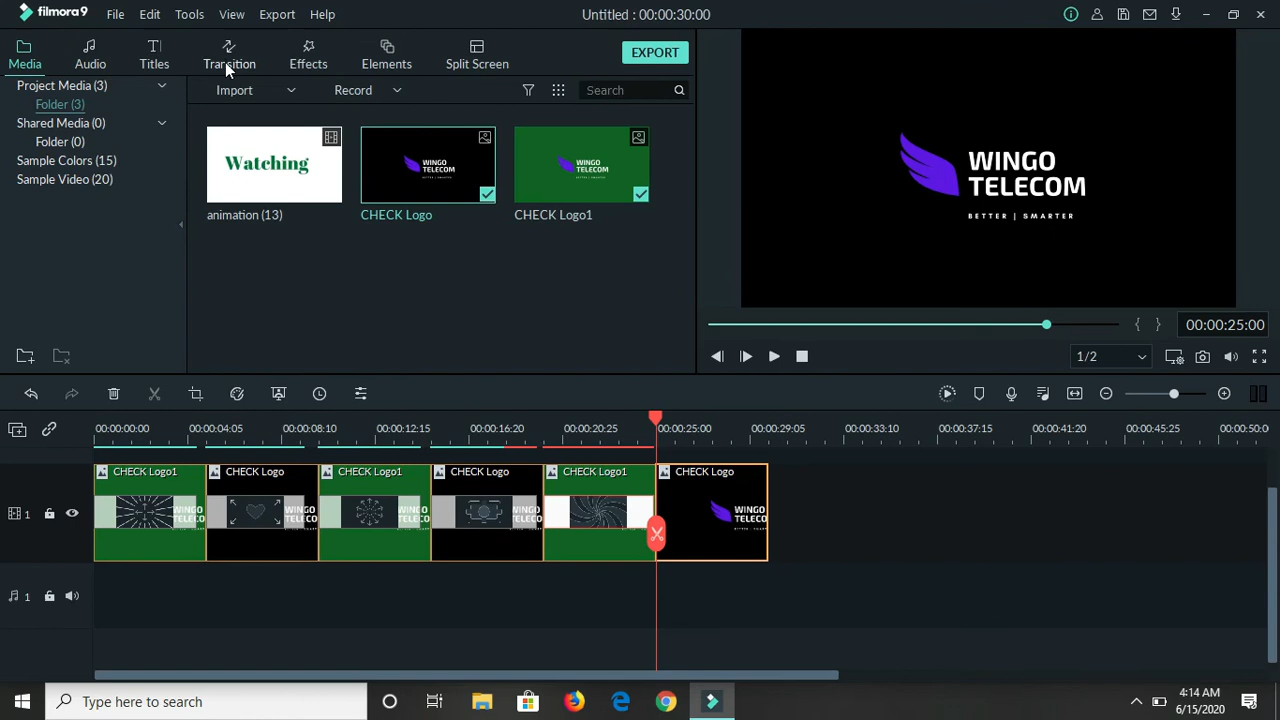 filmora9 File Edit Tools View Export Help Untitled : 00:00:30:00
Media Audio Titles Transition Effects Elements Split Screen EXPORT
Project Media (3)
Folder (3)
Shared Media (0)
Folder (0)
Sample Colors (15)
Sample Video (20)
Import Record Search
Watching
WINGO
TELECOM
BETTER | SMARTER
WINGO
TELECOM
BETTER | SMARTER
animation (13) CHECK Logo CHECK Logo1
WINGO
TELECOM
BETTER | SMARTER
{ } 00:00:25:00
1/2
00:00:00:00 00:00:04:05 00:00:08:10 00:00:12:15 00:00:16:20 00:00:20:25 00:00:25:00 00:00:29:05 00:00:33:10 00:00:37:15 00:00:41:20 00:00:45:25 00:00:50:0
CHECK Logo1 CHECK Logo CHECK Logo1 CHECK Logo CHECK Logo1 CHECK Logo
1
1
Type here to search
4:14 AM
6/15/2020